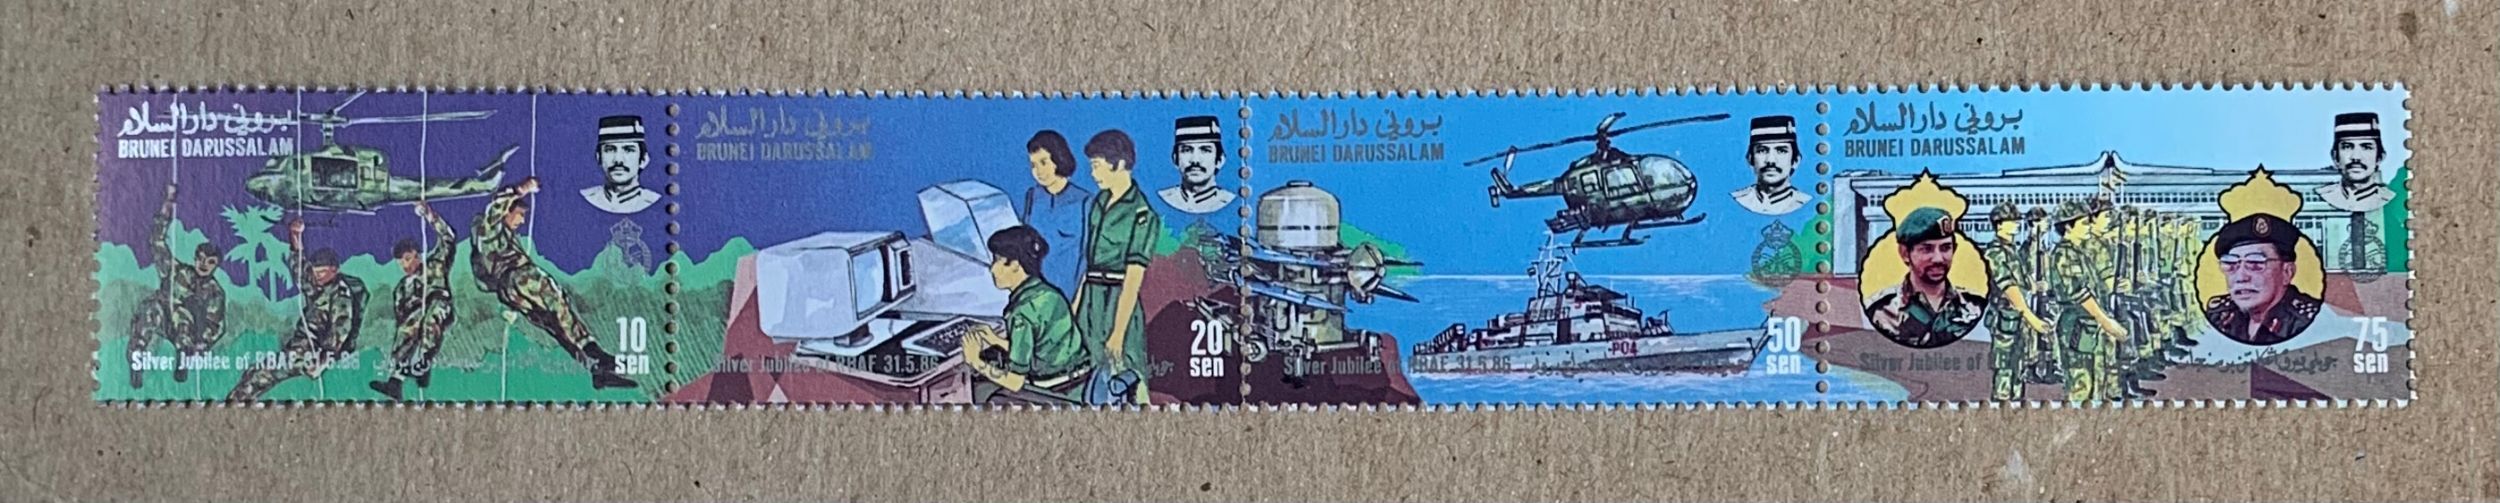 بروني دارالسلام
BRUNEI DARUSSALAM
10
sen
Silver Jubilee of RBAF 31.5.86
بروني دارالسلام
BRUNEI DARUSSALAM
20
sen
Silver Jubilee of RBAF 31.5.86
بروني دارالسلام
BRUNEI DARUSSALAM
P04
50
sen
Silver Jubilee of RBAF 31.5.86
بروني دارالسلام
BRUNEI DARUSSALAM
75
sen
Silver Jubilee of